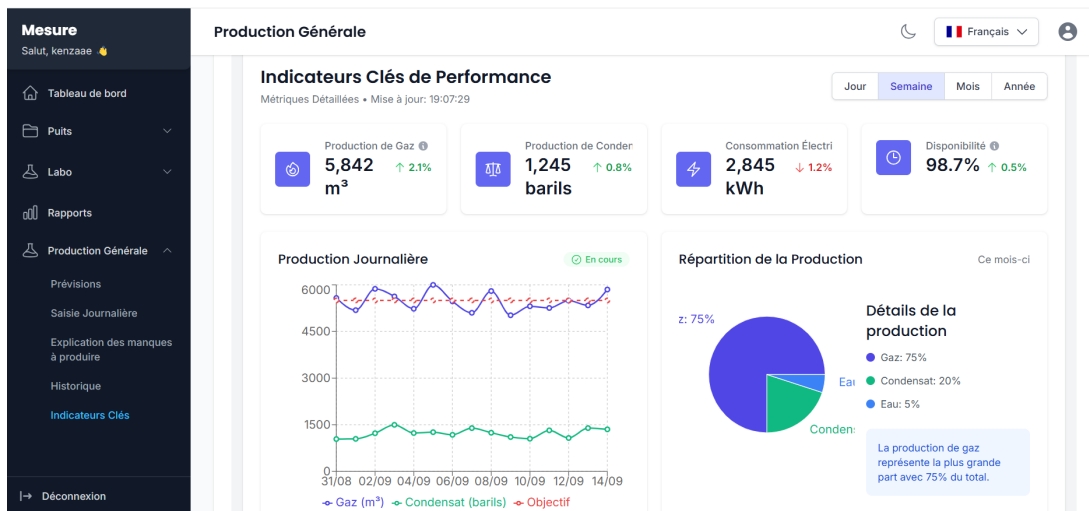 Mesure
Salut, kenzaae 👋
Tableau de bord
Puits
Labo
Rapports
Production Générale
Prévisions
Saisie Journalière
Explication des manques
à produire
Historique
Indicateurs Clés
Déconnexion
Production Générale
Français
Indicateurs Clés de Performance
Métriques Détaillées • Mise à jour: 19:07:29
Jour Semaine Mois Année
Production de Gaz
5,842 ↑ 2.1%
m³
Production de Conden
1,245 ↑ 0.8%
barils
Consommation Électri
2,845 ↓ 1.2%
kWh
Disponibilité
98.7% ↑ 0.5%
Production Journalière
En cours
6000
4500
3000
1500
0
31/08 02/09 04/09 06/09 08/09 10/09 12/09 14/09
Gaz (m³) Condensat (barils) Objectif
Répartition de la Production
Ce mois-ci
z: 75%
Eau
Conden
Détails de la
production
Gaz: 75%
Condensat: 20%
Eau: 5%
La production de gaz
représente la plus grande
part avec 75% du total.